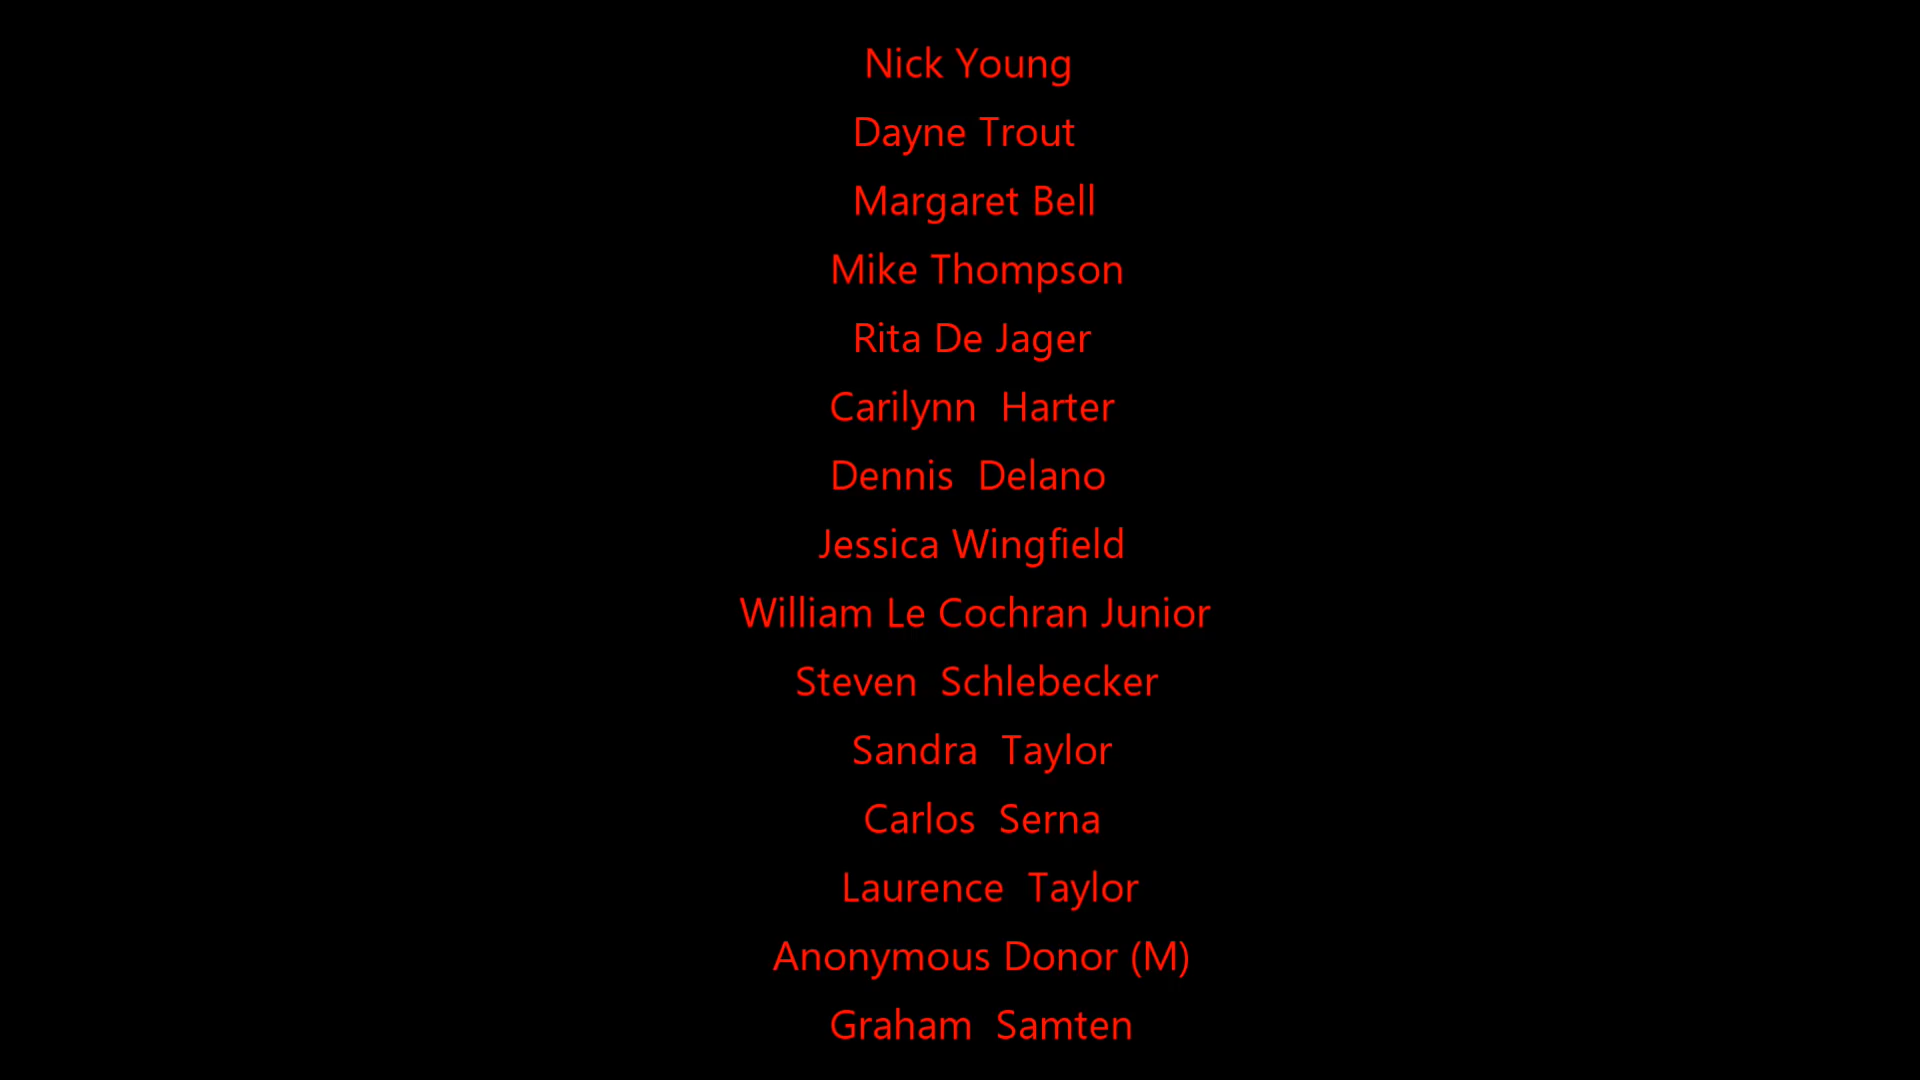 Nick Young
Dayne Trout
Margaret Bell
Mike Thompson
Rita De Jager
Carilynn  Harter
Dennis  Delano
Jessica Wingfield
William Le Cochran Junior
Steven  Schlebecker
Sandra  Taylor
Carlos  Serna
Laurence  Taylor
Anonymous Donor (M)
Graham  Samten